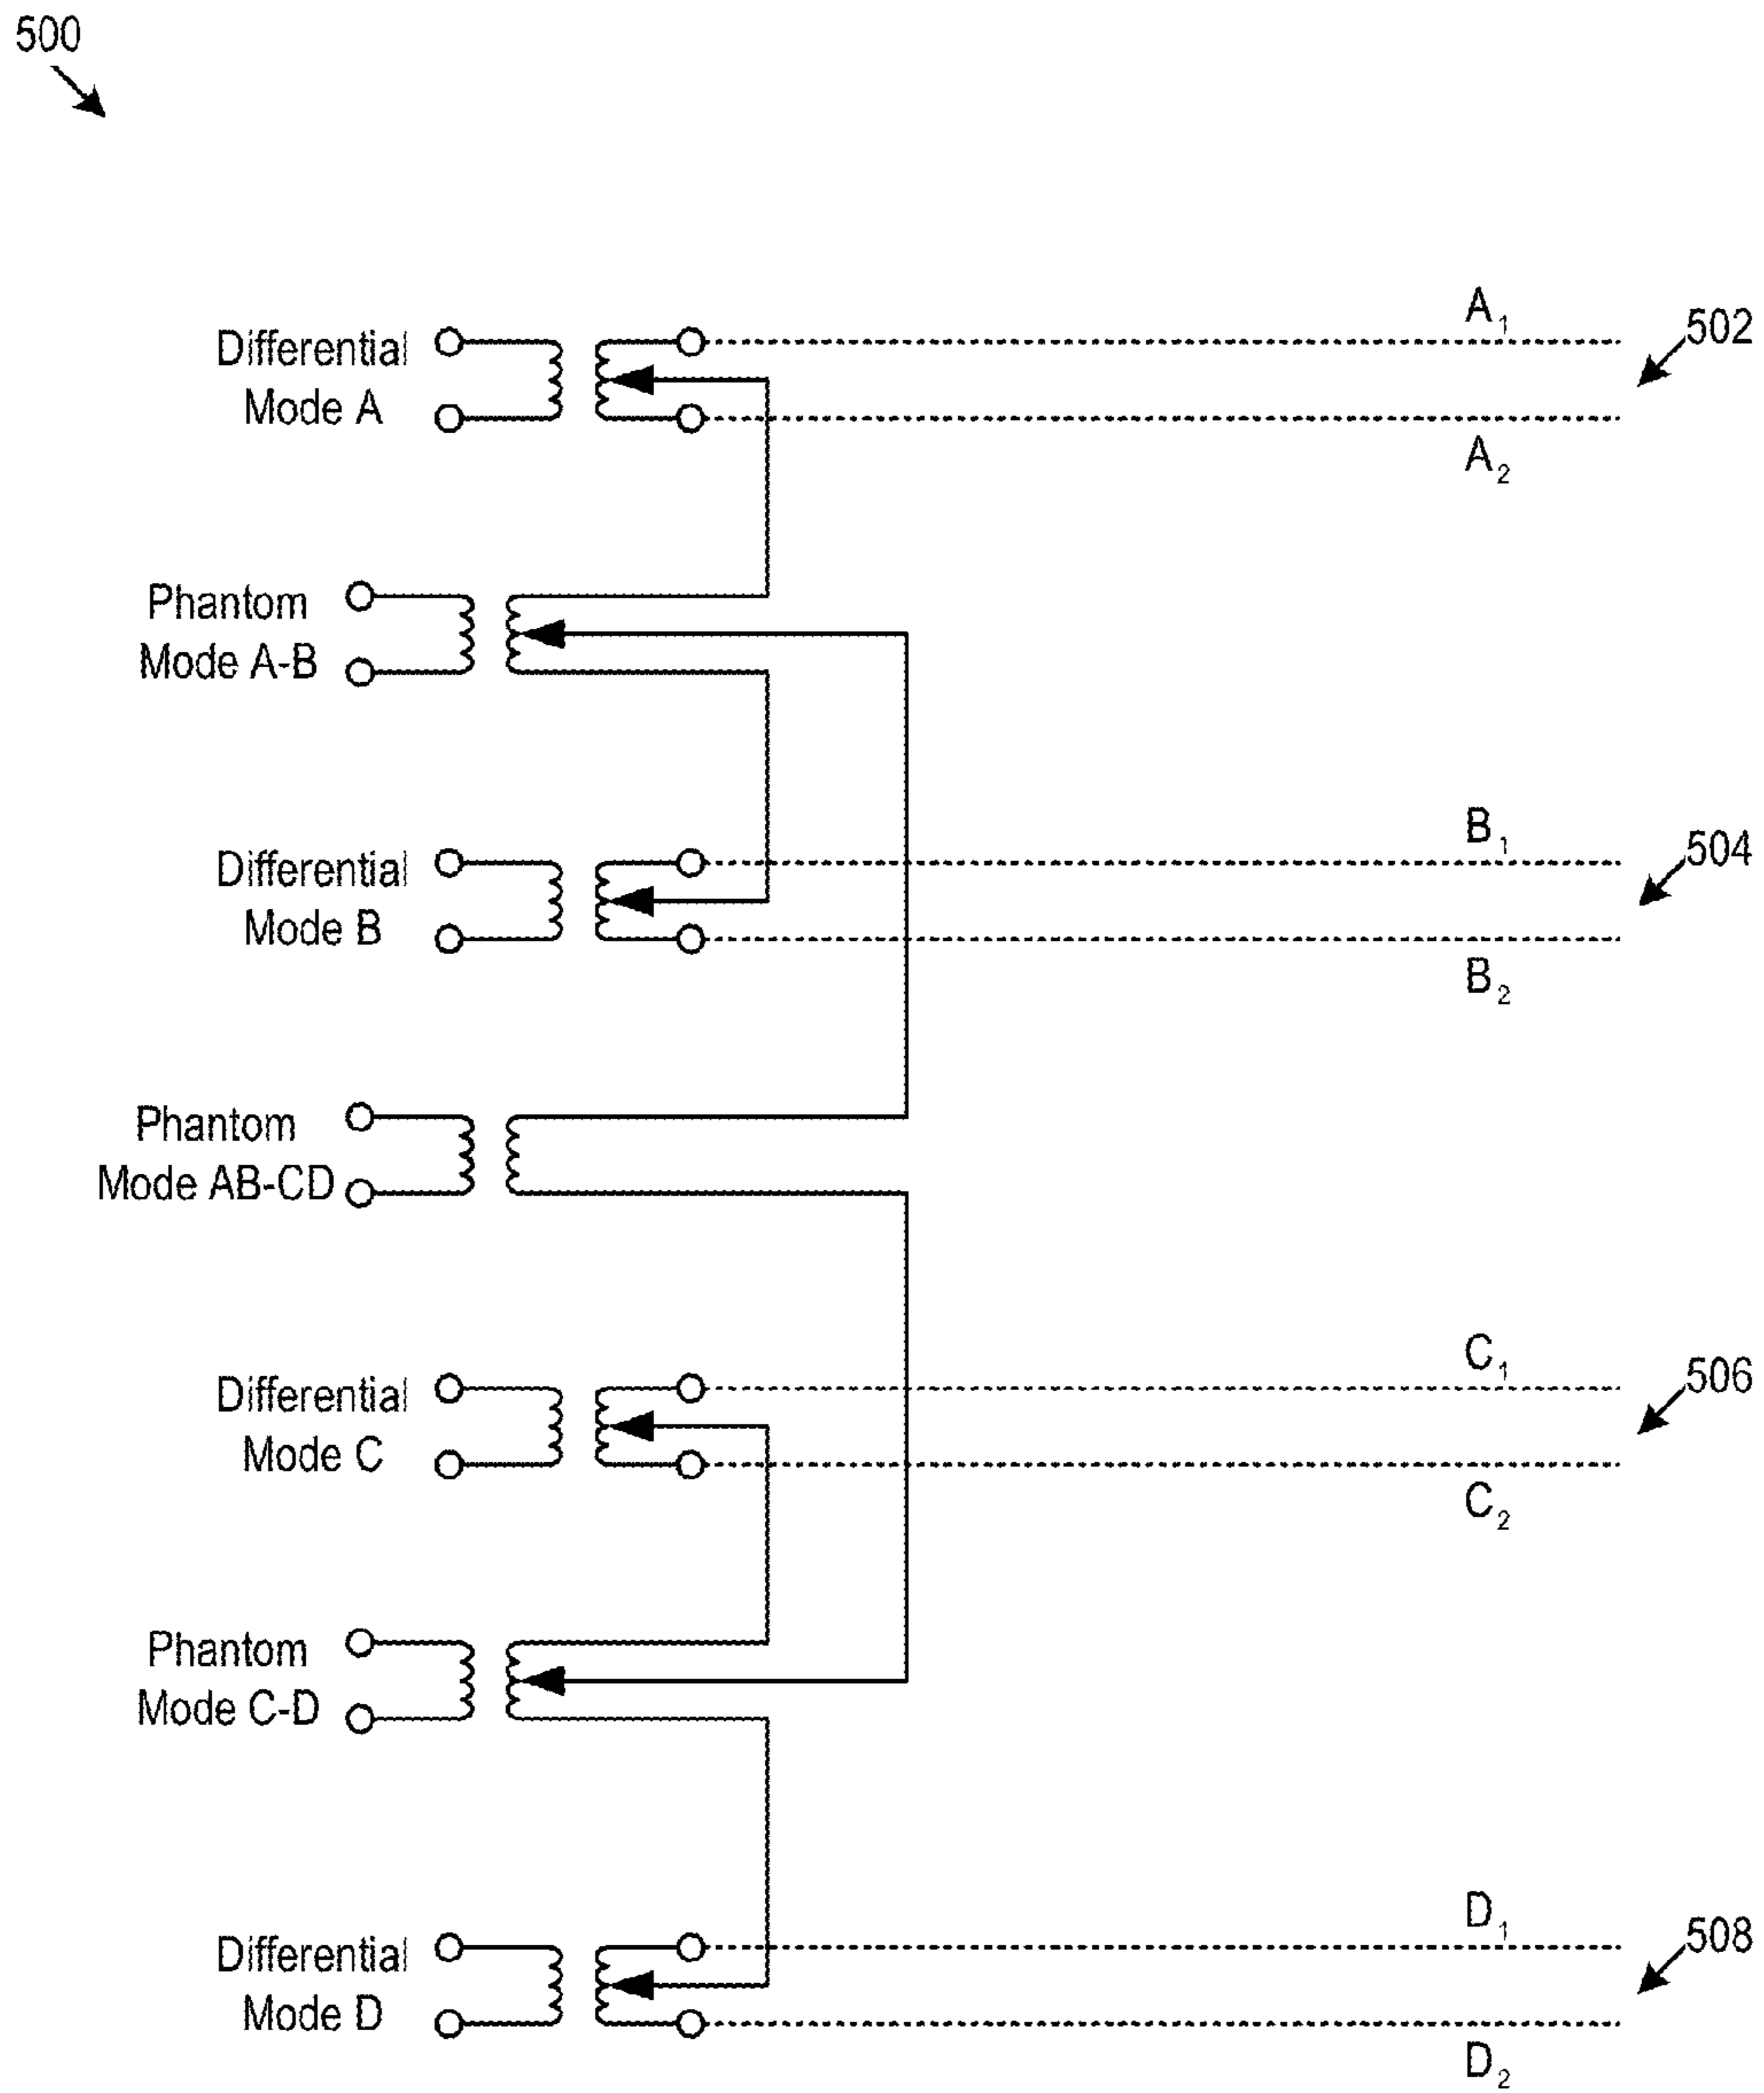 500
A₁
502
Differential
Mode A
A₂
Phantom
Mode A-B
B₁
504
Differential
Mode B
B₂
Phantom
Mode AB-CD
C₁
506
Differential
Mode C
C₂
Phantom
Mode C-D
D₁
508
Differential
Mode D
D₂